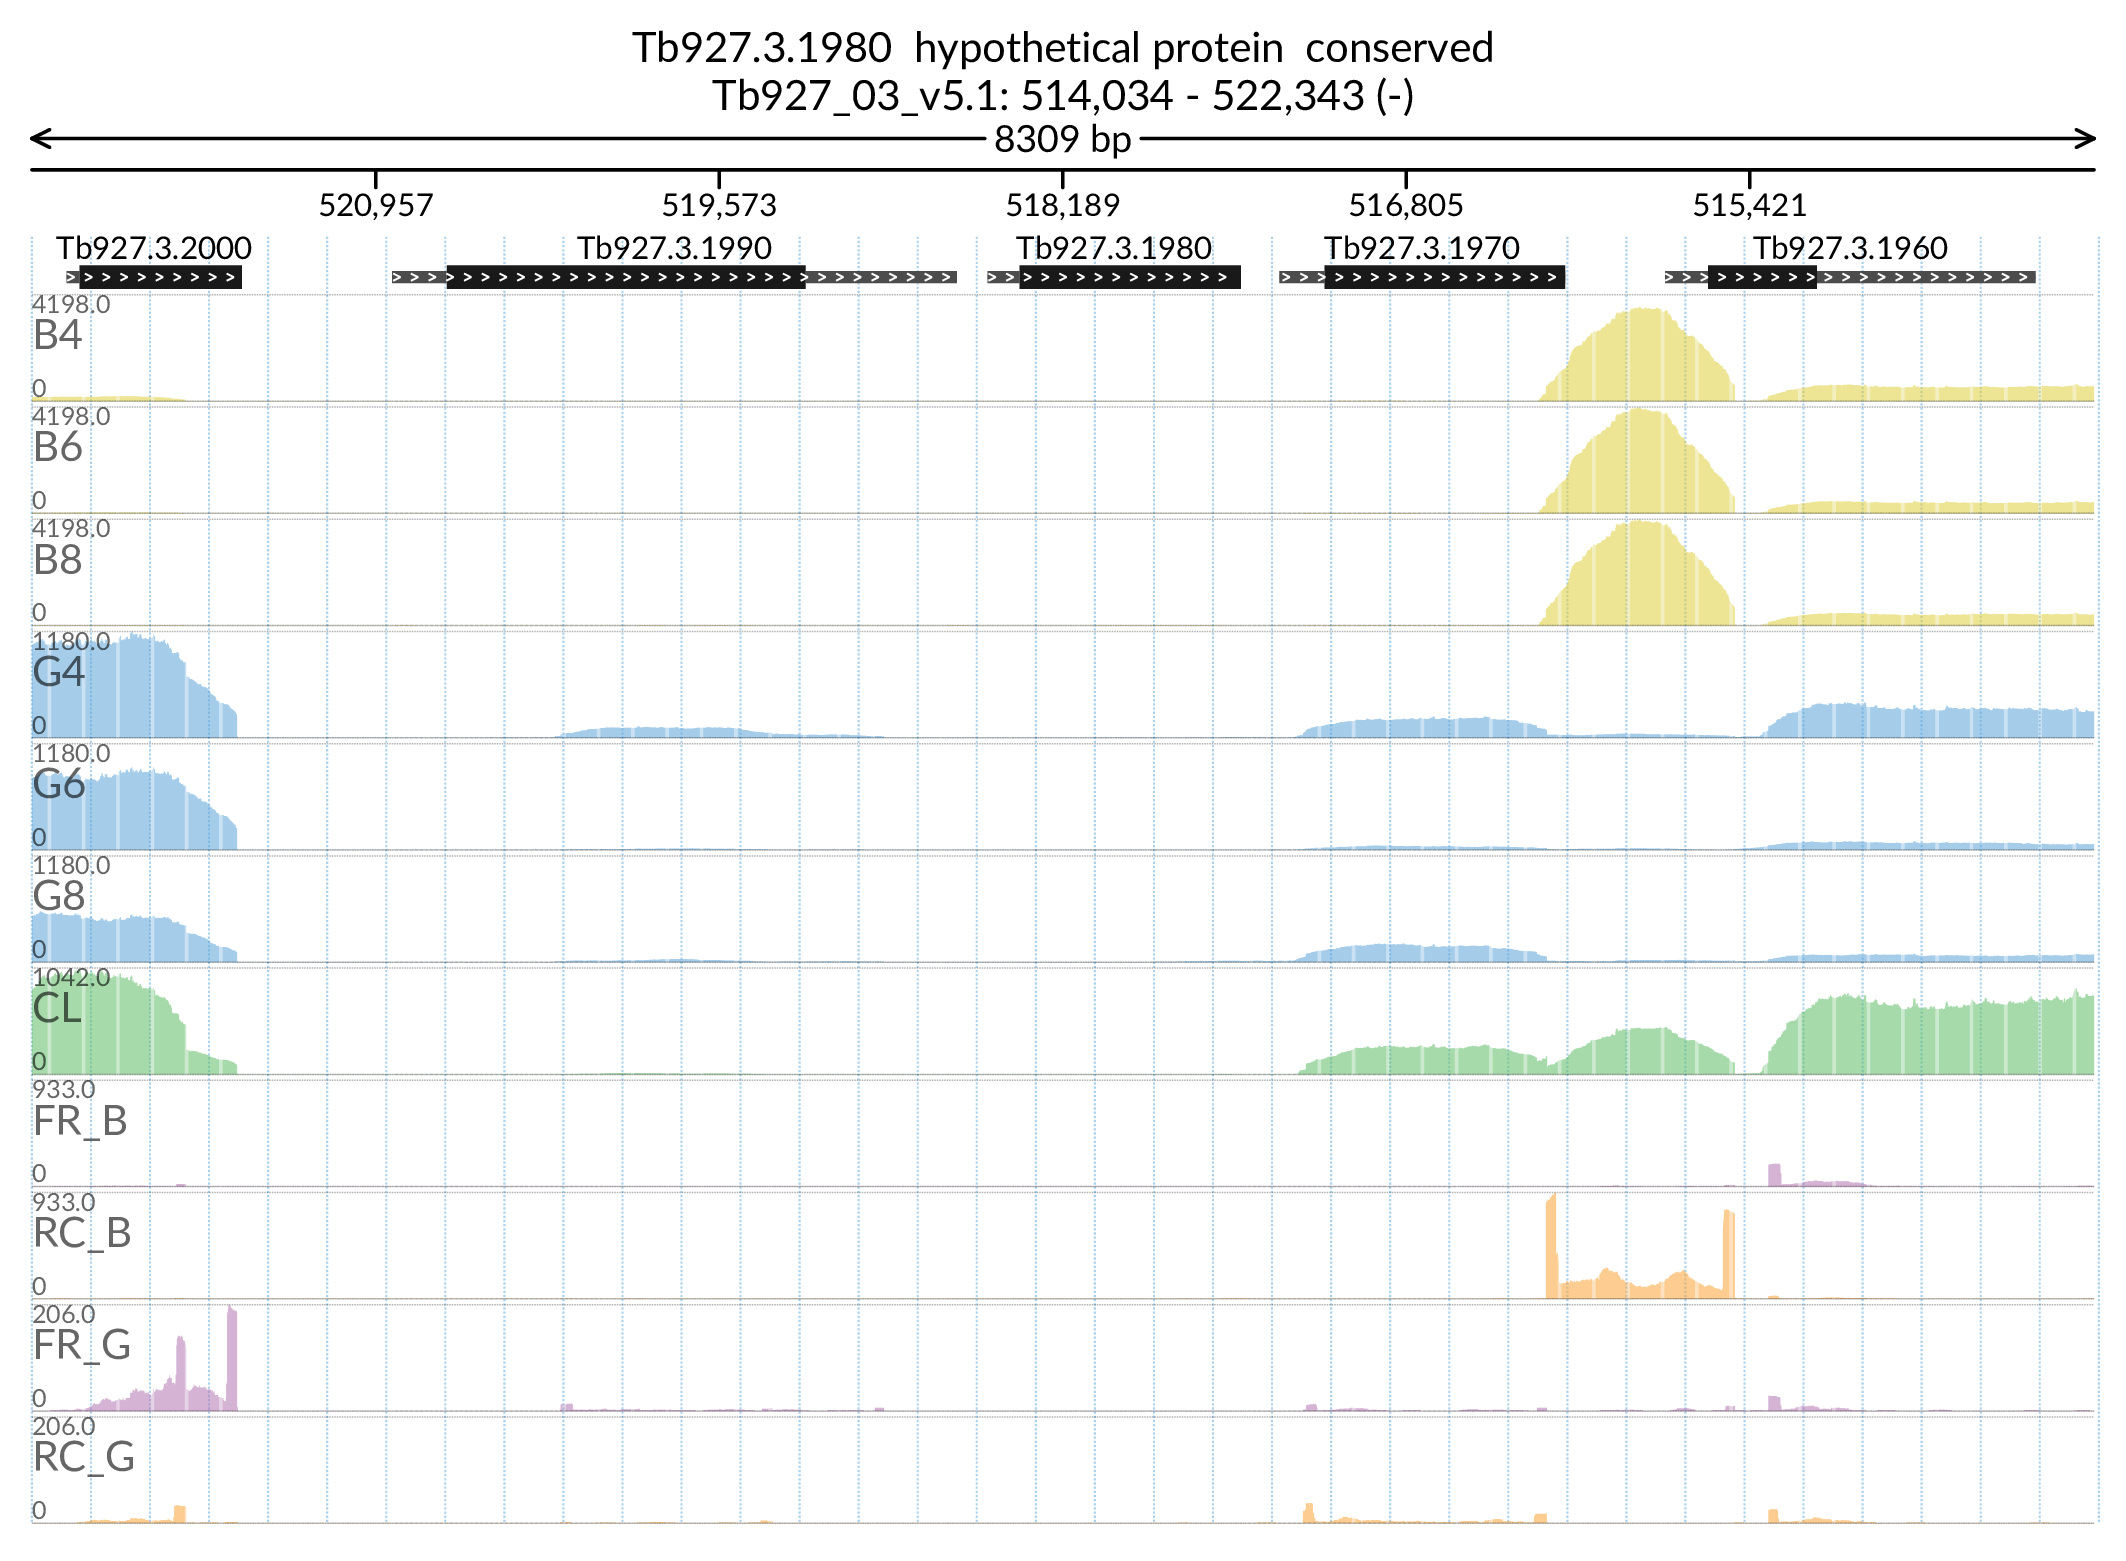 Tb927.3.1980 hypothetical protein conserved
Tb927_03_v5.1: 514,034 - 522,343 (-)
8309 bp
520,957 519,573 518,189 516,805 515,421
Tb927.3.2000 Tb927.3.1990 Tb927.3.1980 Tb927.3.1970 Tb927.3.1960
4198.0
B4
0
4198.0
B6
0
4198.0
B8
0
1180.0
G4
0
1180.0
G6
0
1180.0
G8
0
1042.0
CL
0
933.0
FR_B
0
933.0
RC_B
0
206.0
FR_G
0
206.0
RC_G
0